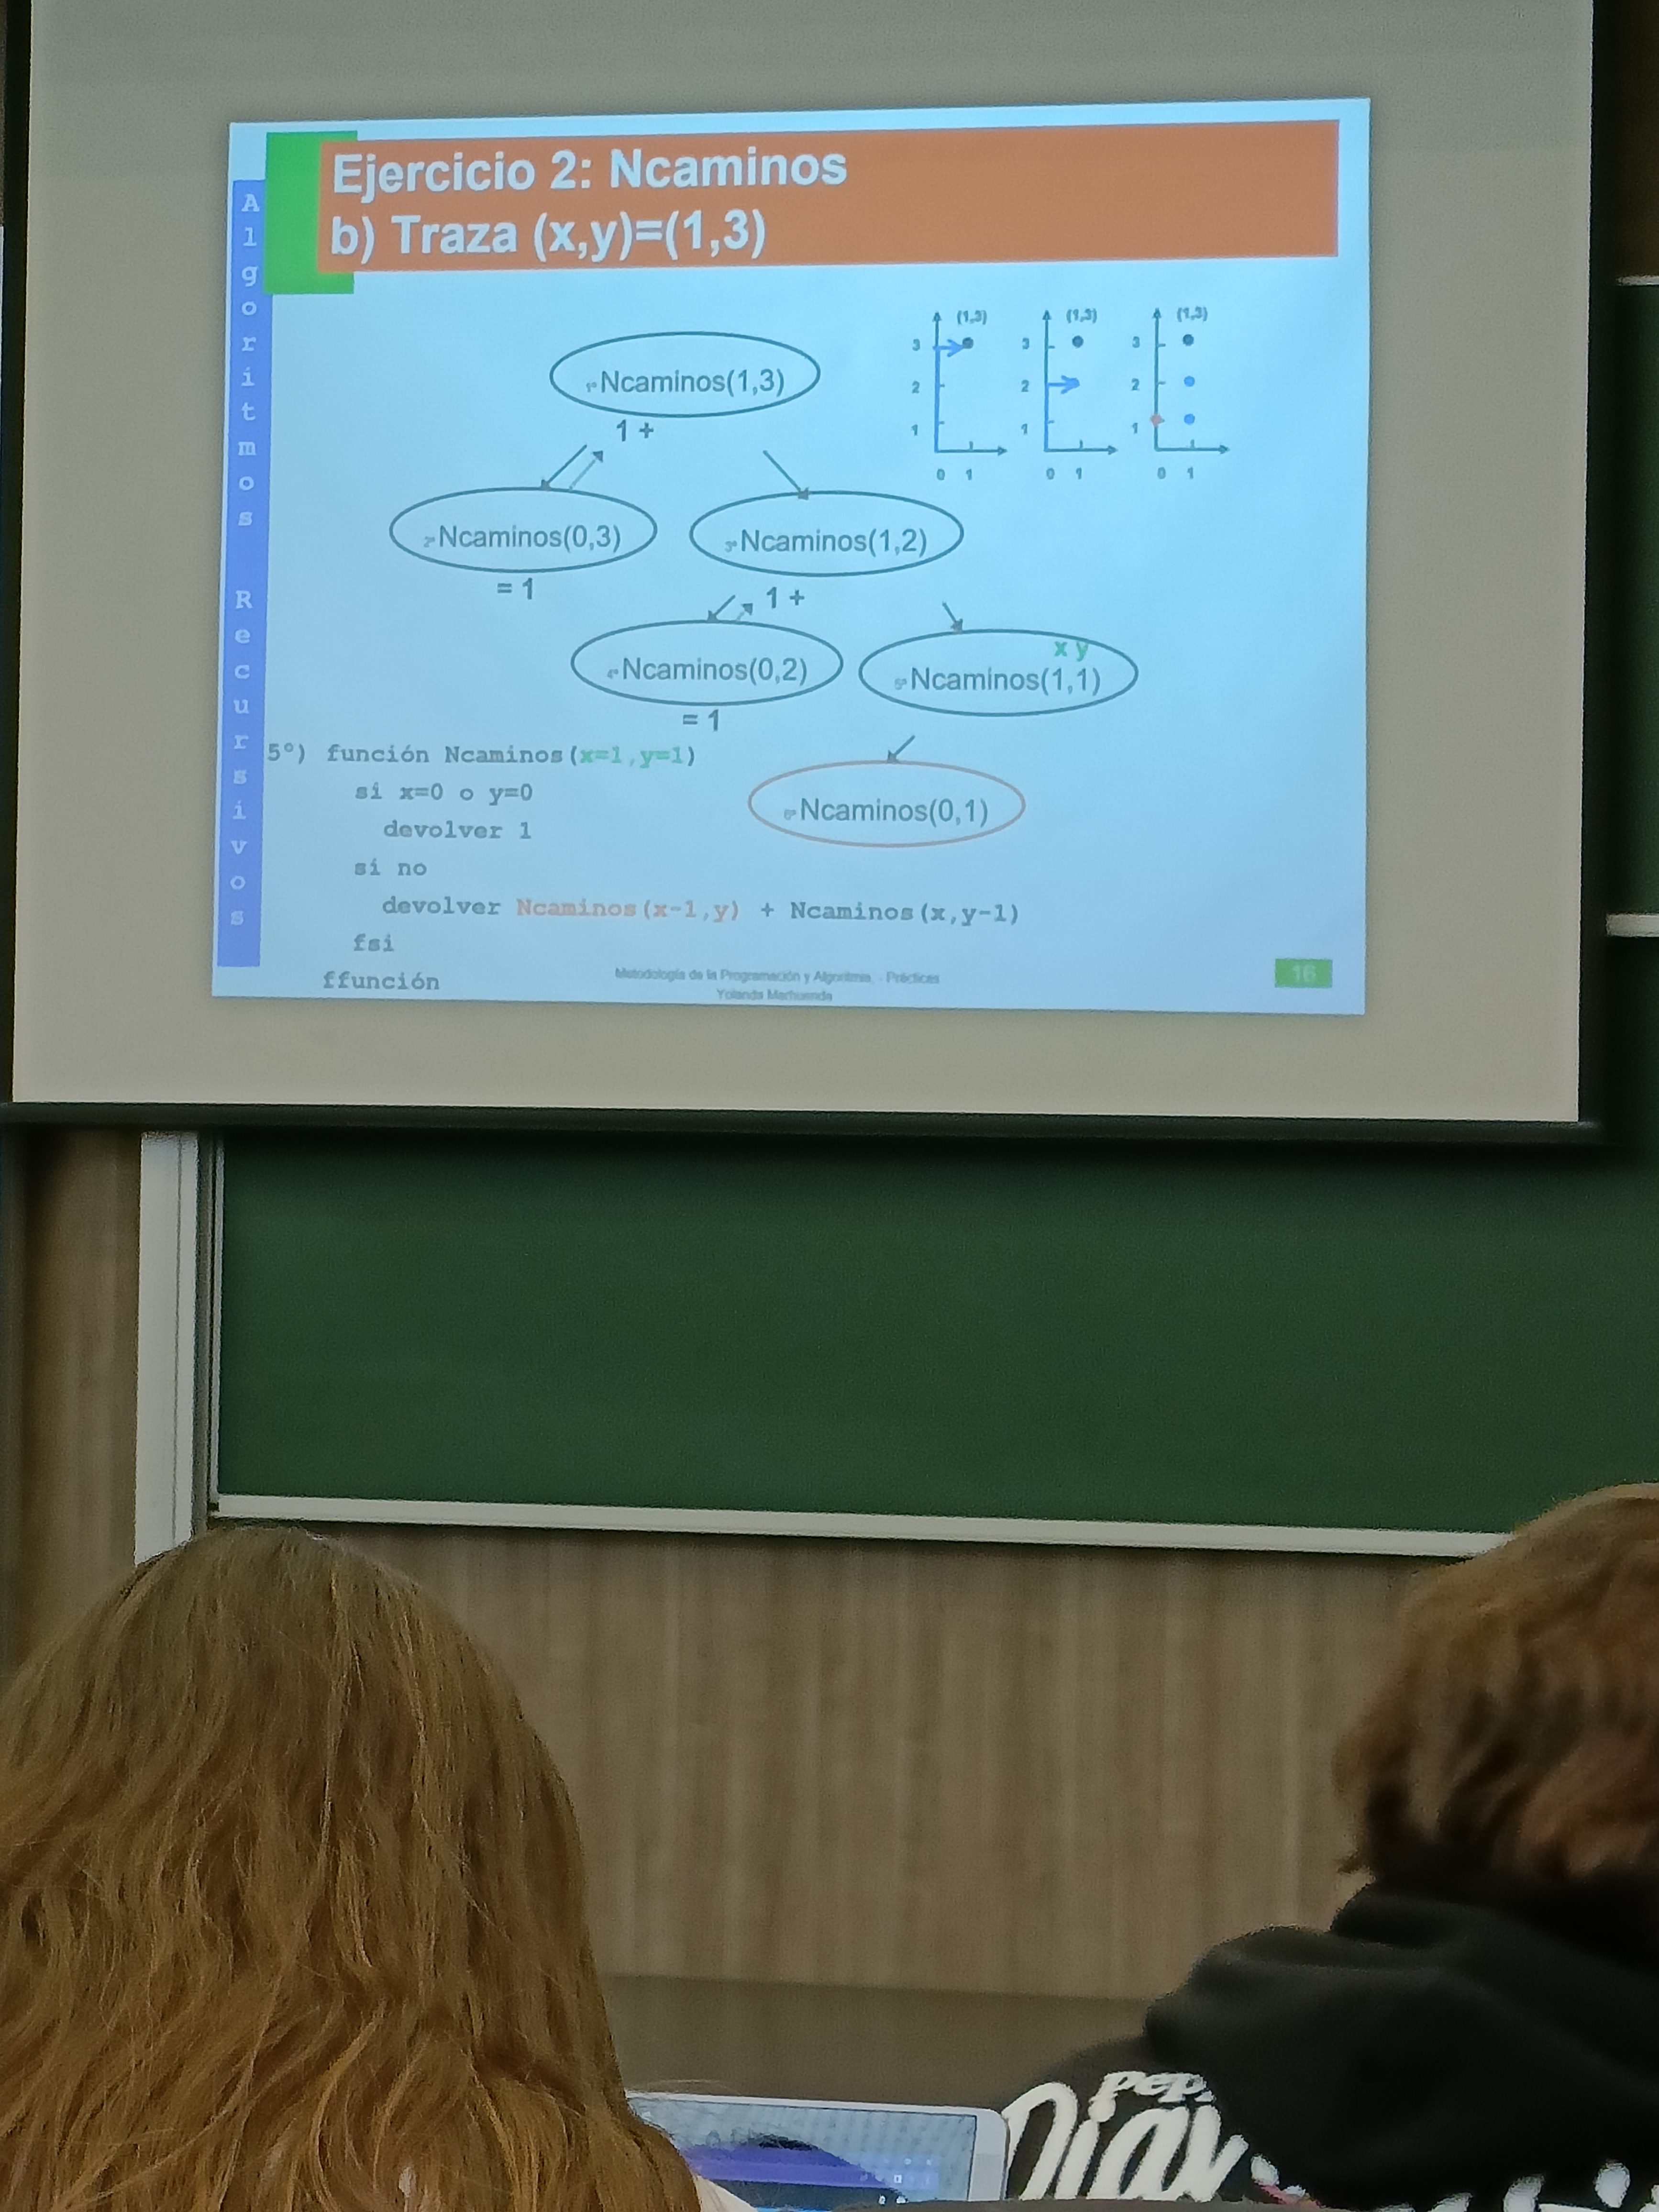 Ejercicio 2: Ncaminos
b) Traza (x,y)=(1,3)
Algoritmos Recursivos
1º Ncaminos(1,3)
1 +
2º Ncaminos(0,3)
= 1
3º Ncaminos(1,2)
1 +
4º Ncaminos(0,2)
= 1
x y
5º Ncaminos(1,1)
6º Ncaminos(0,1)
(1,3)
3
2
1
0 1
(1,3)
3
2
1
0 1
(1,3)
3
2
1
0 1
5º) función Ncaminos(x=1,y=1)
si x=0 o y=0
devolver 1
si no
devolver Ncaminos(x-1,y) + Ncaminos(x,y-1)
fsi
ffunción
Metodología de la Programación y Algoritmia. - Prácticas
Yolanda Marhuenda
16